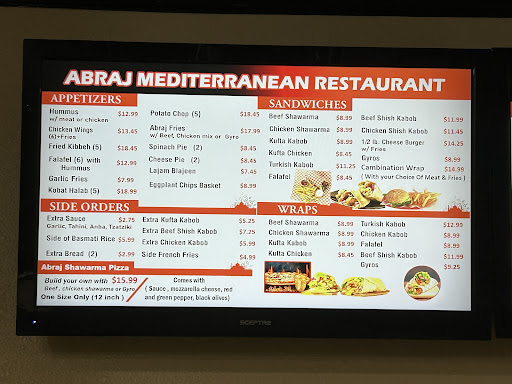 ABRAJ MEDITERRANEAN RESTAURANT
APPETIZERS
Hummus $12.99
w/ meat or chicken
Chicken Wings $13.45
(6)+Fries
Fried Kibbeh (5) $18.45
Falafel (6) with $12.99
Hummus
Garlic Fries $7.99
Kobat Halab (5) $18.99
Potato Chop (5) $18.45
Abraj Fries $17.99
w/ Beef, Chicken mix or Gyro
Spinach Pie (2) $8.45
Cheese Pie (2) $8.45
Lajam Blajeen $7.45
Eggplant Chips Basket $8.99
SIDE ORDERS
Extra Sauce $2.75
Garlic, Tahini, Anba, Tzatziki
Side of Basmati Rice $5.99
Extra Bread (2) $2.99
Extra Kufta Kabob $5.25
Extra Beef Shish Kabob $7.25
Extra Chicken Kabob $5.99
Side French Fries $4.99
Abraj Shawarma Pizza
Build your own with $15.99
Beef, chicken shawarma or Gyro
One Size Only (12 inch )
Comes with
( Sauce , mozzarella cheese, red
and green pepper, black olives)
SANDWICHES
Beef Shawarma $8.99
Chicken Shawarma $8.99
Kufta Kabob $8.99
Kufta Chicken $8.45
Turkish Kabob $11.25
Falafel $8.45
Beef Shish Kabob $11.99
Chicken Shish Kabob $11.45
1/2 lb. Cheese Burger $14.25
w/ Fries
Gyros $8.99
Cambination Wrap $14.99
( With your Choice Of Meat & Fries )
WRAPS
Beef Shawarma $8.99
Chicken Shawarma $8.99
Kufta Kabob $8.99
Kufta Chicken $8.45
Turkish Kabob $12.99
Chicken Kabob $8.99
Falafel $8.99
Beef Shish Kabob $11.99
Gyros $9.25
SCEPTRE